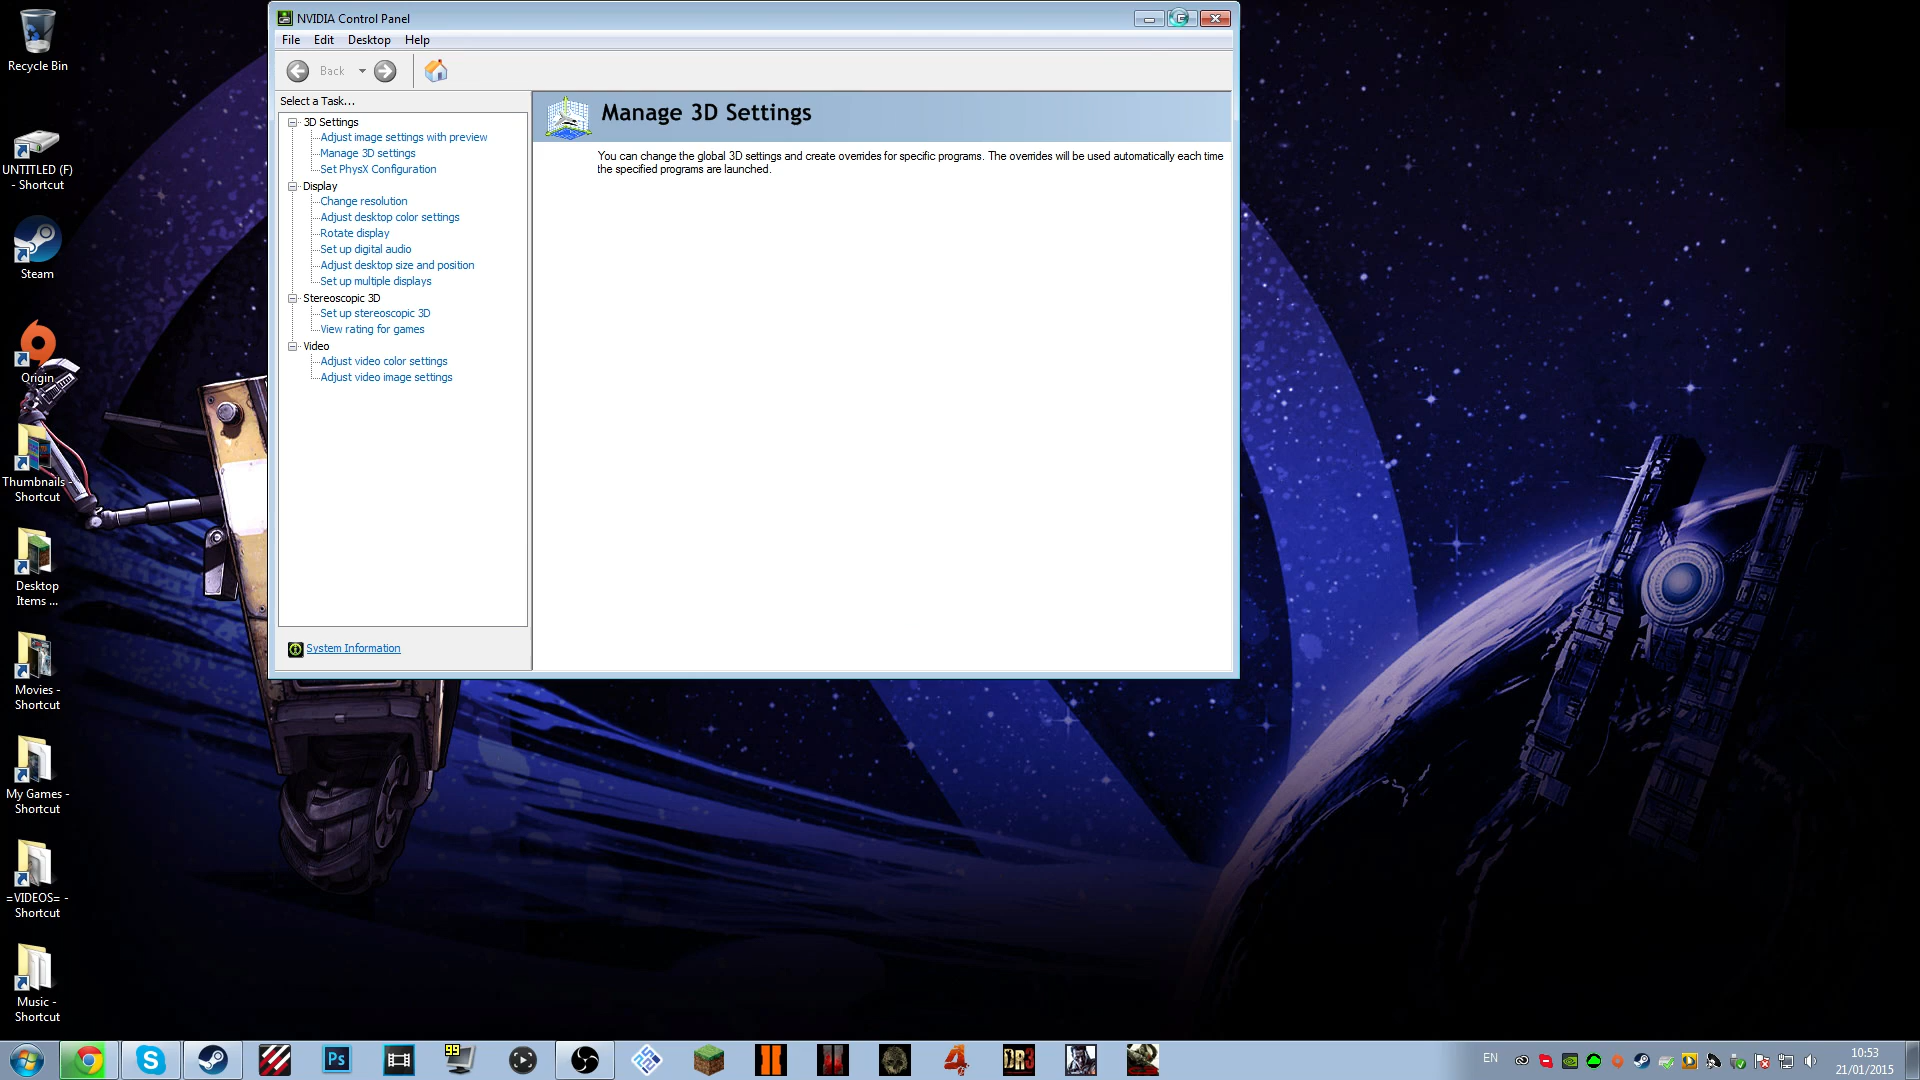 NVIDIA Control Panel
File Edit Desktop Help
Back
Select a Task...
3D Settings
Adjust image settings with preview
Manage 3D settings
Set PhysX Configuration
Display
Change resolution
Adjust desktop color settings
Rotate display
Set up digital audio
Adjust desktop size and position
Set up multiple displays
Stereoscopic 3D
Set up stereoscopic 3D
View rating for games
Video
Adjust video color settings
Adjust video image settings
System Information
Manage 3D Settings
You can change the global 3D settings and create overrides for specific programs. The overrides will be used automatically each time
the specified programs are launched.
Recycle Bin
UNTITLED (F)
- Shortcut
Steam
Origin
Thumbnails -
Shortcut
Desktop
Items ...
Movies -
Shortcut
My Games -
Shortcut
=VIDEOS= -
Shortcut
Music -
Shortcut
Ps
99
II
4
DR3
EN
10:53
21/01/2015